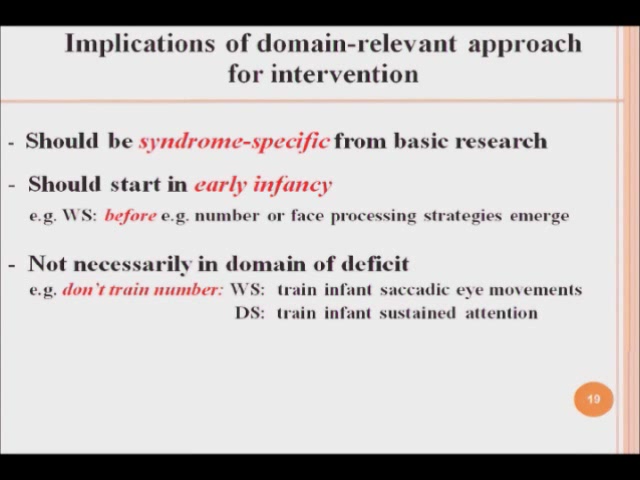 Implications of domain-relevant approach
for intervention
- Should be syndrome-specific from basic research
- Should start in early infancy
e.g. WS: before e.g. number or face processing strategies emerge
- Not necessarily in domain of deficit
e.g. don't train number: WS: train infant saccadic eye movements
DS: train infant sustained attention
19